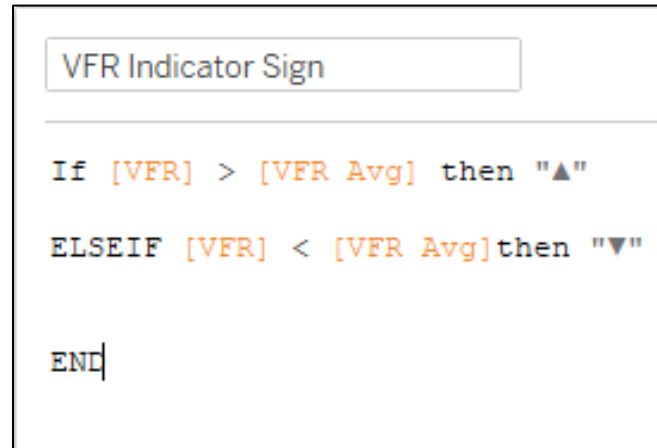 VFR Indicator Sign
If [VFR] > [VFR Avg] then "▲"
ELSEIF [VFR] < [VFR Avg]then "▼"
END